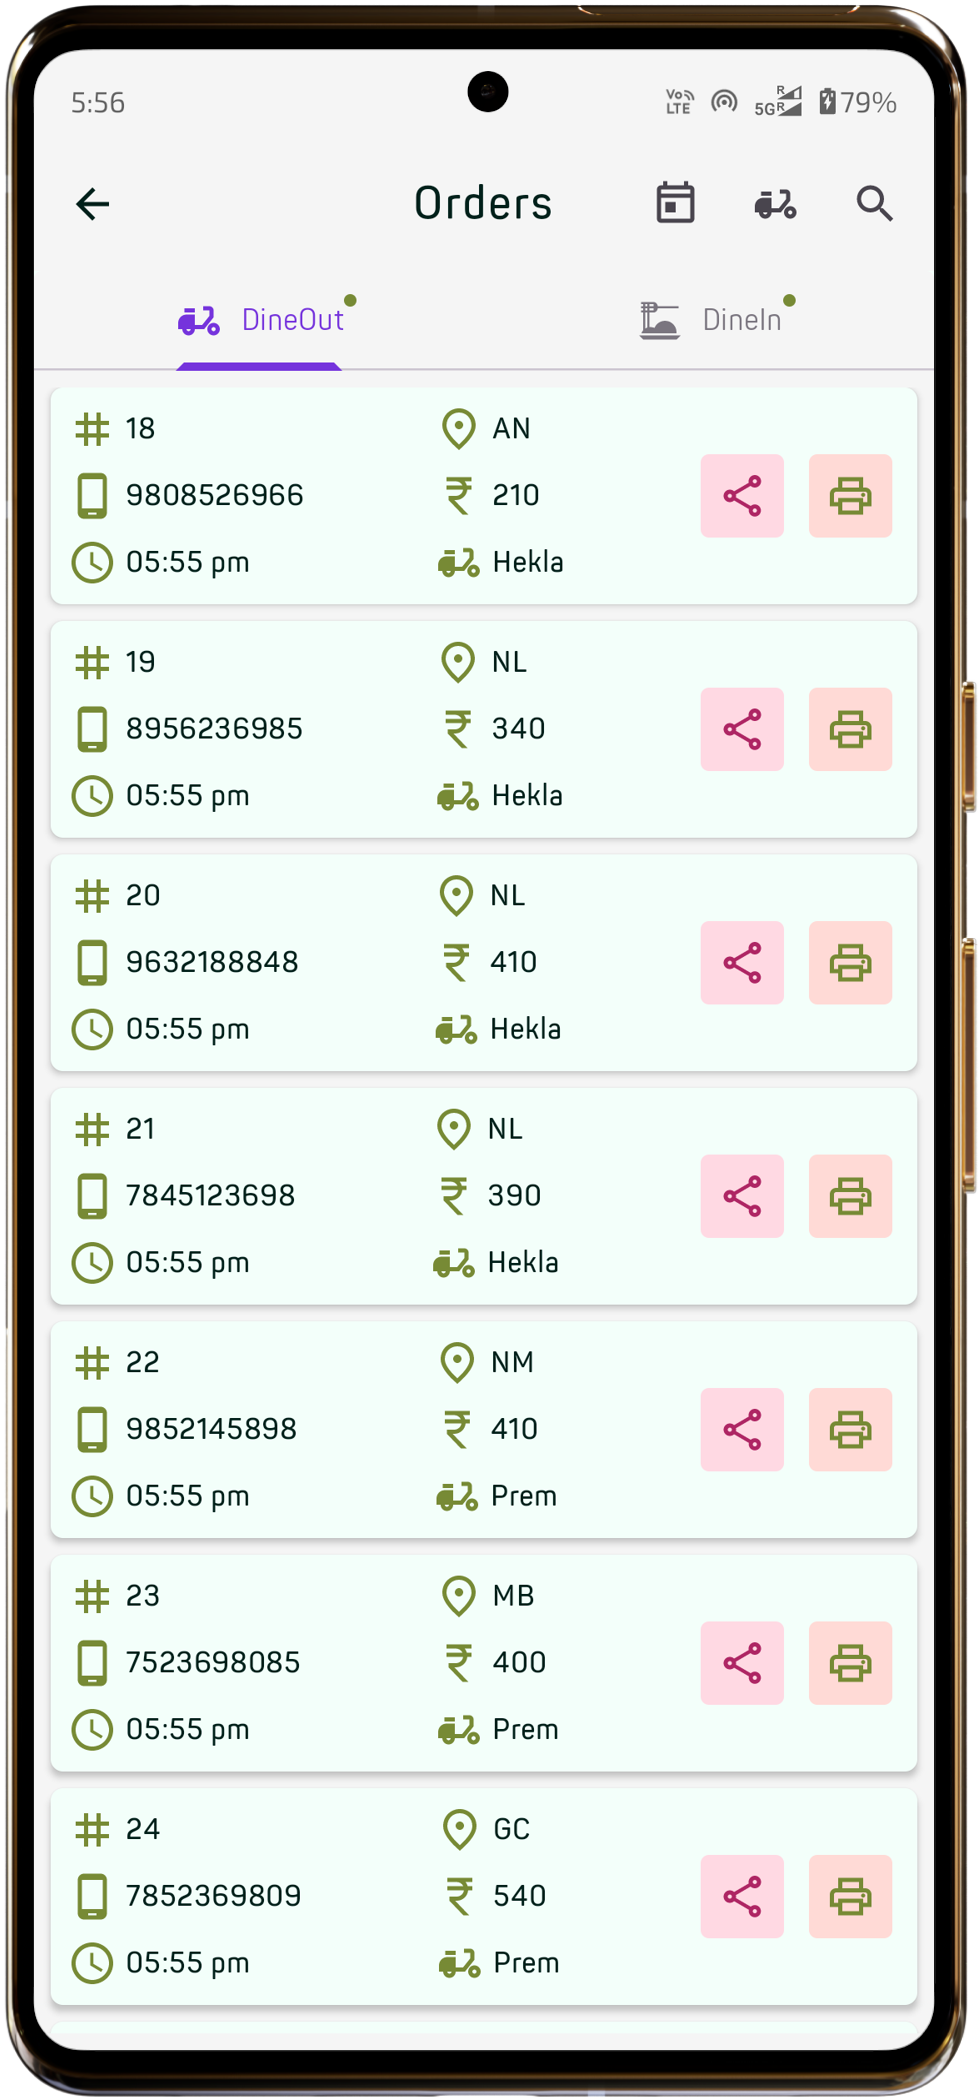 5:56
Vo LTE 5G R R 79%
Orders
DineOut DineIn
# 18 AN
9808526966 ₹ 210
05:55 pm Hekla
# 19 NL
8956236985 ₹ 340
05:55 pm Hekla
# 20 NL
9632188848 ₹ 410
05:55 pm Hekla
# 21 NL
7845123698 ₹ 390
05:55 pm Hekla
# 22 NM
9852145898 ₹ 410
05:55 pm Prem
# 23 MB
7523698085 ₹ 400
05:55 pm Prem
# 24 GC
7852369809 ₹ 540
05:55 pm Prem